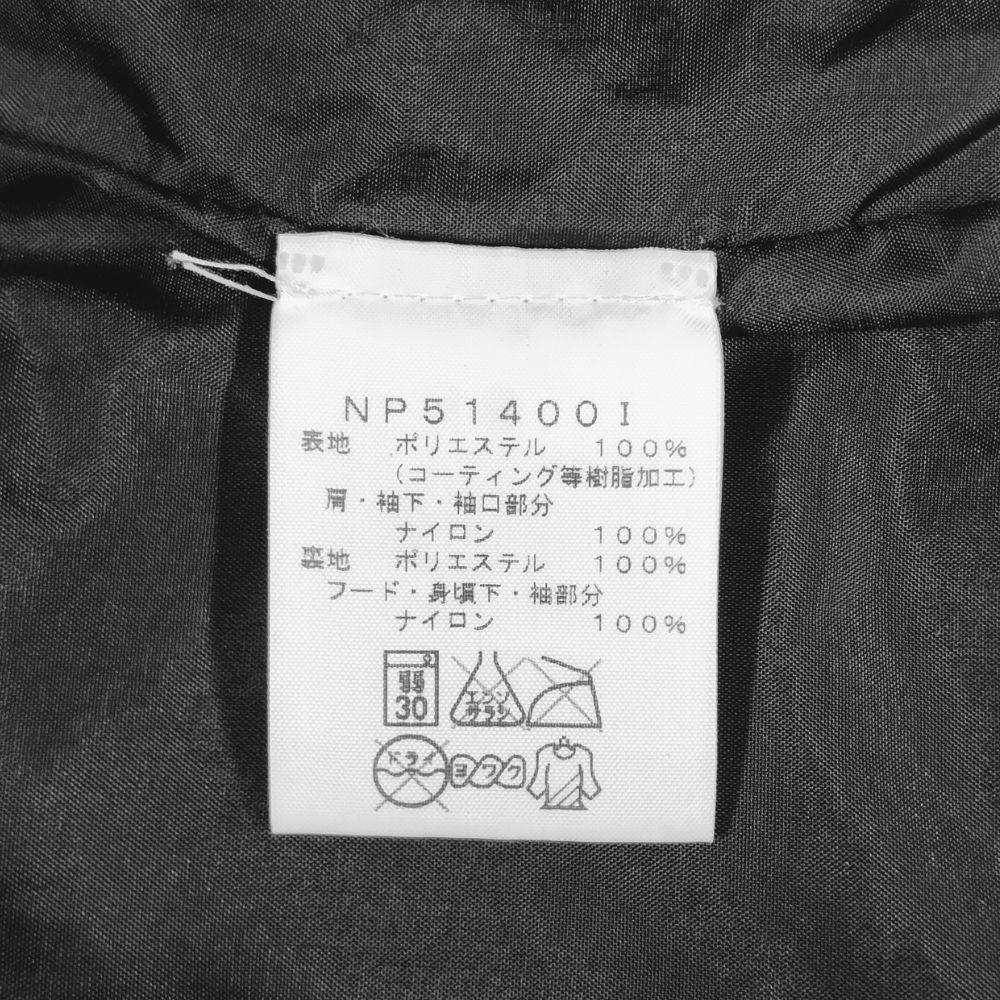 NP51400I
表地 ポリエステル 100%
(コーティング等樹脂加工)
肩・袖下・袖口部分
ナイロン 100%
裏地 ポリエステル 100%
フード・身頃下・袖部分
ナイロン 100%
弱
30
エンソ
サラシ
ドライ
ヨワク